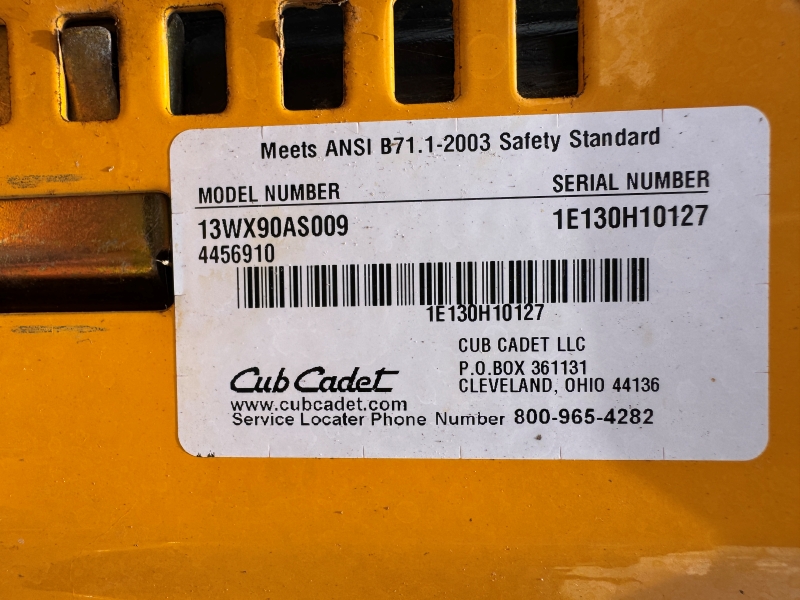 Meets ANSI B71.1-2003 Safety Standard
MODEL NUMBER SERIAL NUMBER
13WX90AS009 1E130H10127
4456910
1E130H10127
CUB CADET LLC
P.O.BOX 361131
Cub Cadet CLEVELAND, OHIO 44136
www.cubcadet.com
Service Locater Phone Number 800-965-4282